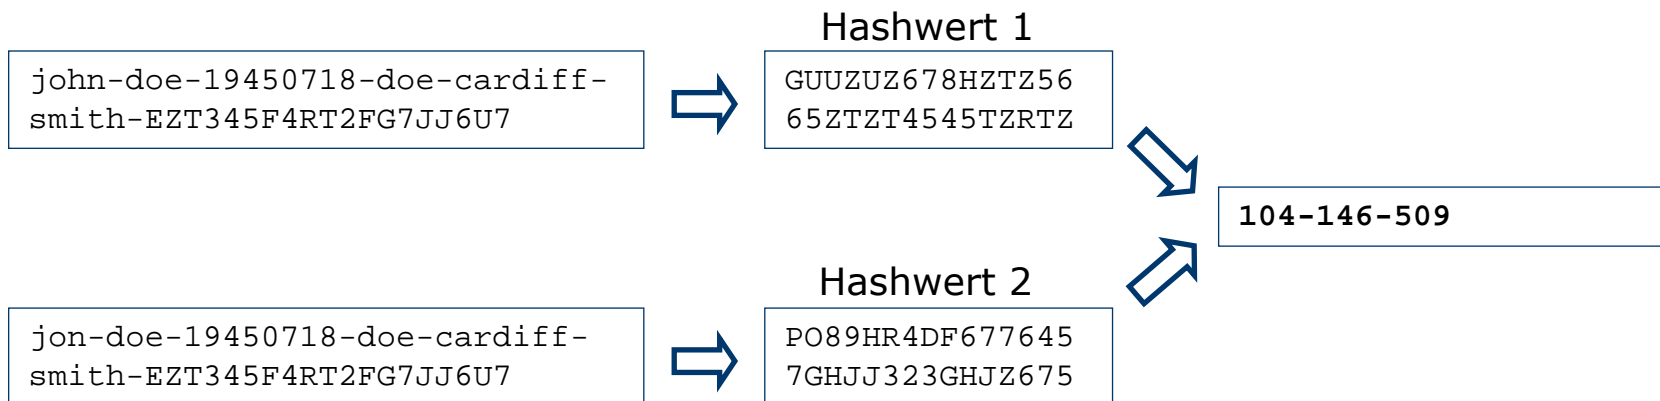 Hashwert 1
john-doe-19450718-doe-cardiff-
smith-EZT345F4RT2FG7JJ6U7
GUUZUZ678HZTZ56
65ZTZT4545TZRTZ
104-146-509
Hashwert 2
jon-doe-19450718-doe-cardiff-
smith-EZT345F4RT2FG7JJ6U7
PO89HR4DF677645
7GHJJ323GHJZ675